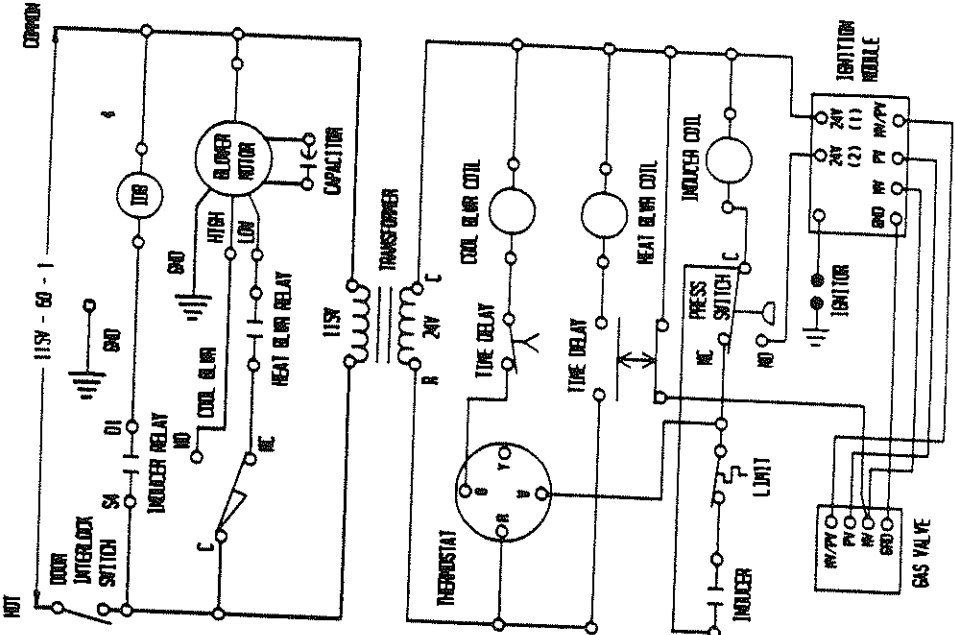 COMMON
115V - 60 - 1
HOT
DOOR
INTERLOCK
SWITCH
IDB
GND
D1
S4
INDUCER RELAY
BLOWER
MOTOR
CAPACITOR
GND
HIGH
LOW
COOL BLWR
NO
HEAT BLWR RELAY
NC
C
115V
TRANSFORMER
24V
C
R
COOL BLWR COIL
TIME DELAY
THERMOSTAT
G
Y
W
R
HEAT BLWR COIL
TIME DELAY
INDUCER COIL
C
PRESS
SWITCH
NC
NO
LIMIT
INDUCER
IGNITION
MODULE
24V
(1)
24V
(2)
MV/PV
PV
MV
GND
IGNITOR
MV/PV
PV
MV
GRD
GAS VALVE